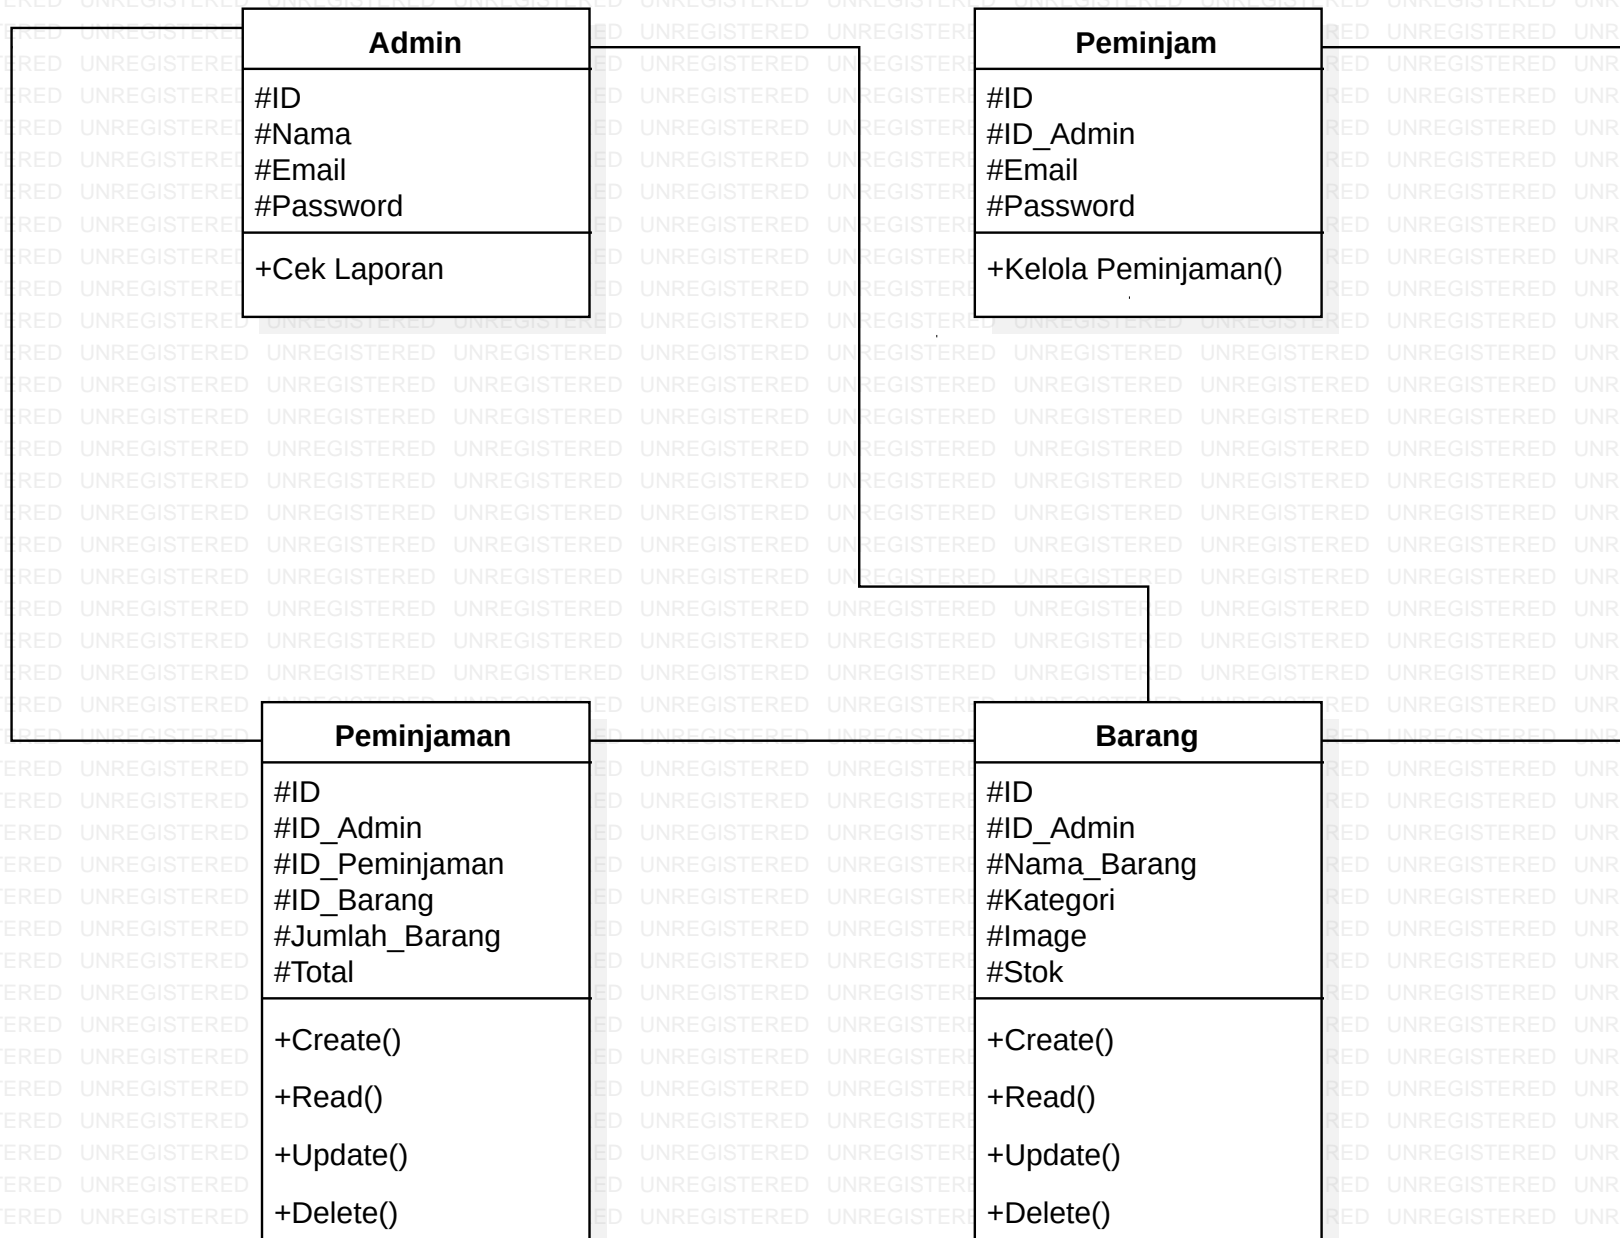 Admin
#ID
#Nama
#Email
#Password
+Cek Laporan
Peminjam
#ID
#ID_Admin
#Email
#Password
+Kelola Peminjaman()
Peminjaman
#ID
#ID_Admin
#ID_Peminjaman
#ID_Barang
#Jumlah_Barang
#Total
+Create()
+Read()
+Update()
+Delete()
Barang
#ID
#ID_Admin
#Nama_Barang
#Kategori
#Image
#Stok
+Create()
+Read()
+Update()
+Delete()
UNREGISTERED